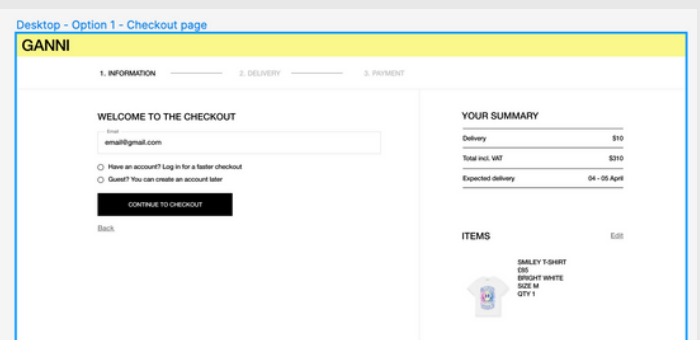 Desktop - Option 1 - Checkout page
GANNI
1. INFORMATION 2. DELIVERY 3. PAYMENT
WELCOME TO THE CHECKOUT
Email
email@gmail.com
Have an account? Log in for a faster checkout
Guest? You can create an account later
CONTINUE TO CHECKOUT
Back
YOUR SUMMARY
Delivery $10
Total incl. VAT $310
Expected delivery 04 - 05 April
ITEMS Edit
SMILEY T-SHIRT
£85
BRIGHT WHITE
SIZE M
QTY 1